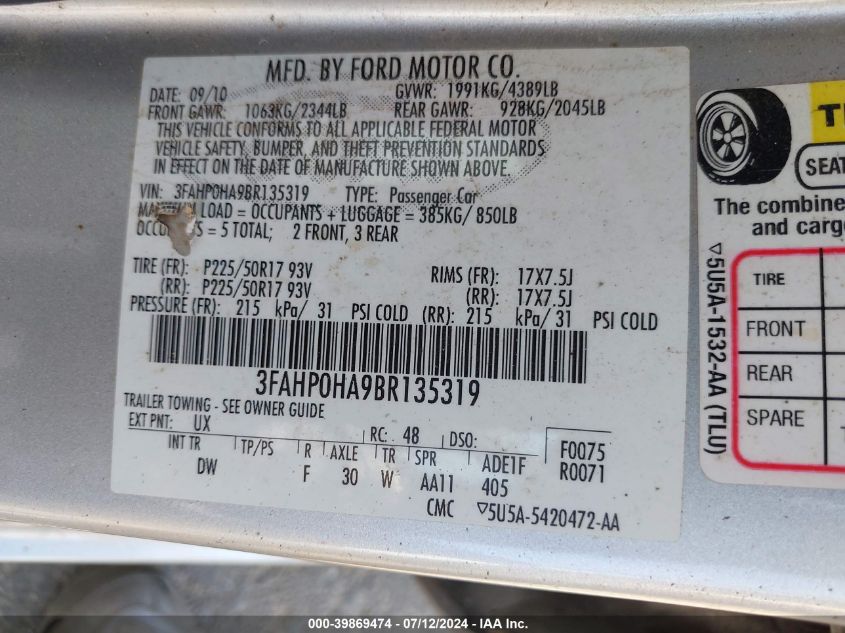 MFD. BY FORD MOTOR CO.
DATE: 09/10 GVWR: 1991KG/4389LB
FRONT GAWR: 1063KG/2344LB REAR GAWR: 928KG/2045LB
THIS VEHICLE CONFORMS TO ALL APPLICABLE FEDERAL MOTOR
VEHICLE SAFETY, BUMPER, AND THEFT PREVENTION STANDARDS
IN EFFECT ON THE DATE OF MANUFACTURE SHOWN ABOVE.
VIN: 3FAHP0HA9BR135319 TYPE: Passenger Car
LOAD = OCCUPANTS + LUGGAGE = 385KG/ 850LB
= 5 TOTAL; 2 FRONT, 3 REAR
TIRE (FR): P225/50R17 93V RIMS (FR): 17X7.5J
(RR): P225/50R17 93V (RR): 17X7.5J
PRESSURE (FR): 215 kPa/ 31 PSI COLD (RR): 215 kPa/ 31 PSI COLD
3FAHP0HA9BR135319
TRAILER TOWING - SEE OWNER GUIDE
EXT PNT: UX RC: 48 DSO: F0075
INT TR TP/PS R AXLE TR SPR ADE1F R0071
DW F 30 W AA11 405
CMC ▽5U5A-5420472-AA
SEAT
The combine
and cargo
▽5U5A-1532-AA (TLU)
TIRE
FRONT
REAR
SPARE
000-39869474 / 07/12/2024 - IAA Inc.